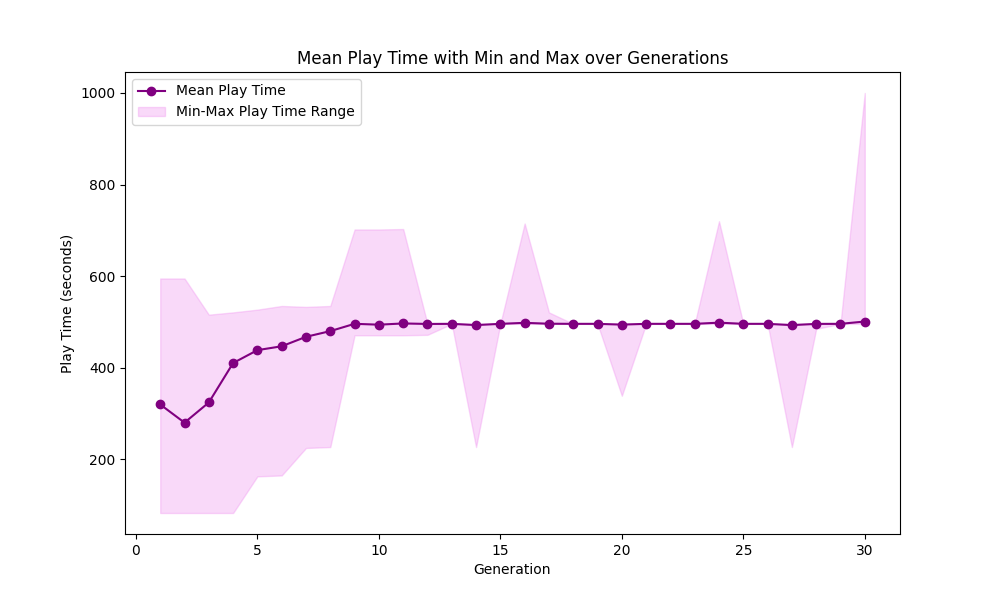 Mean Play Time with Min and Max over Generations
Mean Play Time
Min-Max Play Time Range
Play Time (seconds)
1000
800
600
400
200
0
5
10
15
20
25
30
Generation